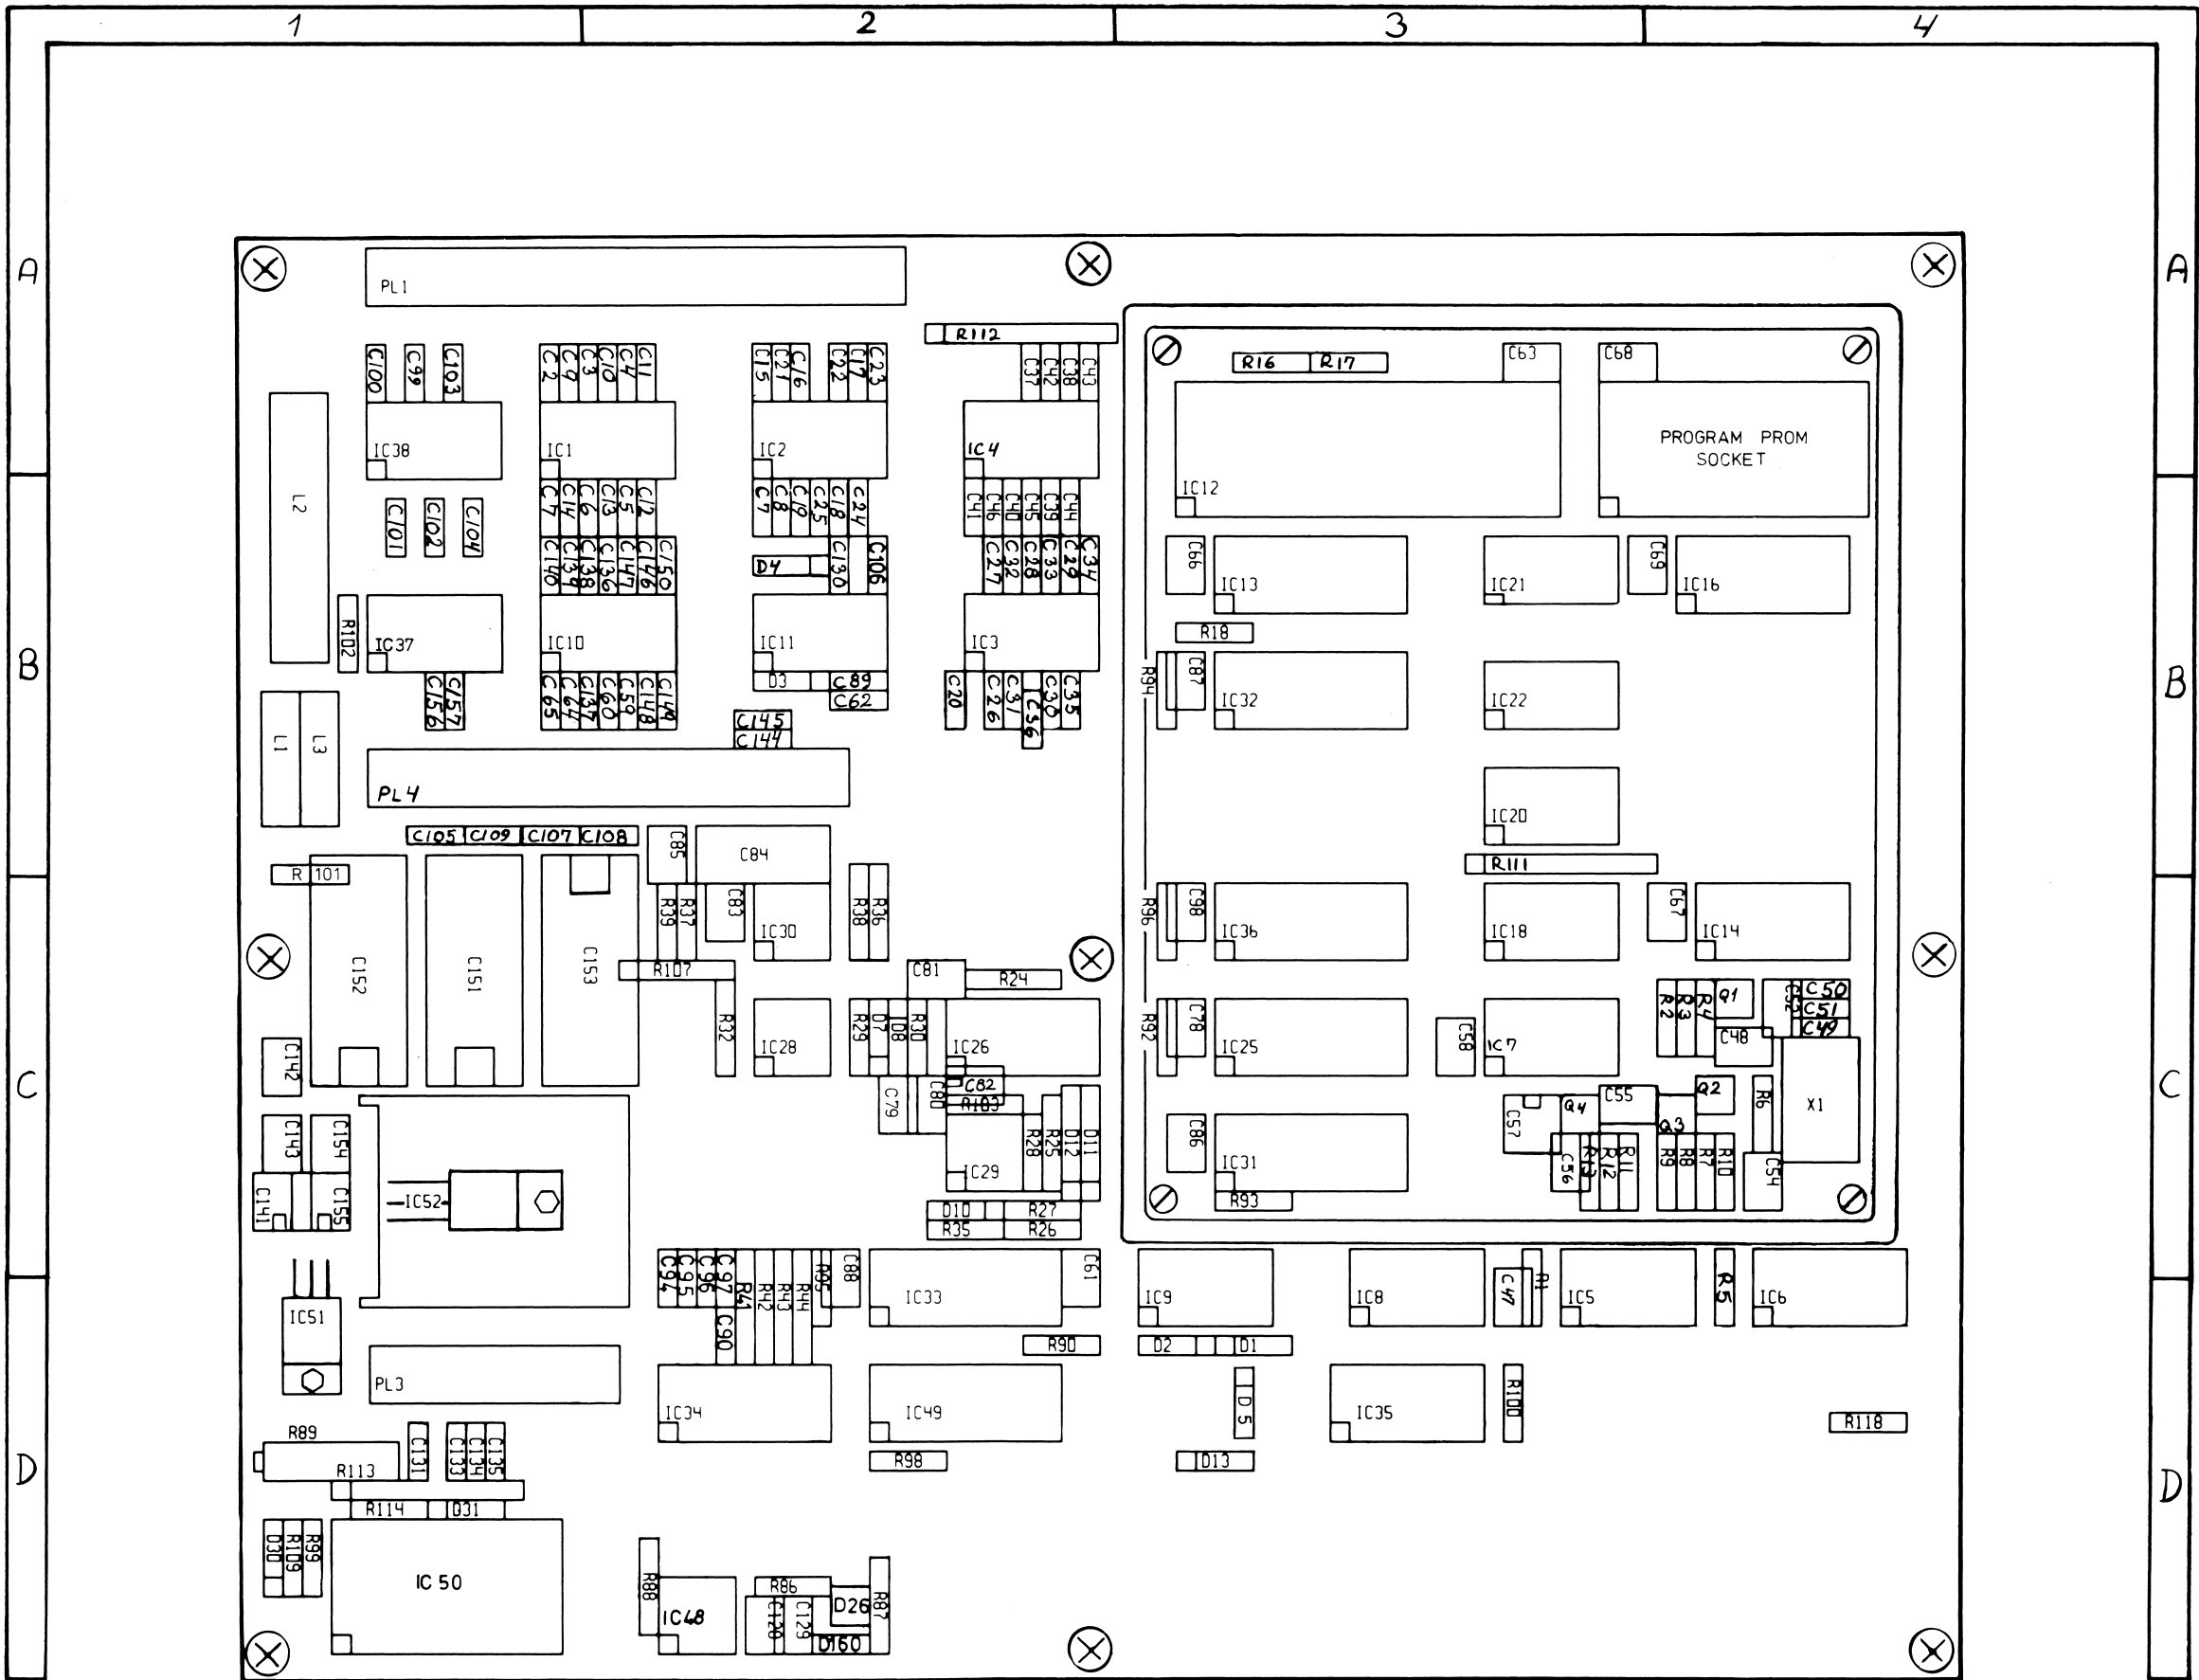 1 2 3 4
A A
PL1
R112
C100 C99 C103
C2 C9 C3 C10 C4 C11
C15 C21 C16 C22 C17 C23
C37 C42 C38 C43
R16 R17
C63 C68
IC38 IC1 IC2 IC4
PROGRAM PROM
SOCKET
IC12
L2
C101 C102 C104
C7 C14 C6 C13 C5 C12
C7 C8 C19 C25 C18 C24
C41 C46 C40 C45 C39 C44
C140 C139 C138 C136 C147 C146 C150
D4 C130 C106
C27 C32 C28 C33 C29 C34
C66 IC13 IC21 C69 IC16
R102 IC37 IC10 IC11 IC3
R18
B B
C156 C157
C65 C64 C137 C60 C59 C148 C149
D3 C89
C62
C20 C26 C31 C36 C30 C35
R94 C87 IC32 IC22
C145
C144
L1 L3
PL4
IC20
C105 C109 C107 C108
C85 C84
R111
R 101
R39 R37 C83 IC30 R38 R36
R96 C98 IC36 IC18 C67 IC14
C152 C151 C153
R107
C81 R24
R32 IC28 R29 D7 D8 R30 IC26
R92 C78 IC25 C58 IC7
R2 R3 R4 Q1 C52 C50
C51
C49
C48
C142
C C
C79 C80 C82
R103
C57 Q4 C55 Q3 Q2 R6 X1
C143 C154
IC29 R28 R25 D12 D11
C86 IC31
C56 R13 R12 R11 R9 R8 R7 R10 C54
C141 C155
IC52
R93
D10 R27
R35 R26
C94 C95 C96 C97 R41 R42 R43 R44 R95 C88
C90
IC33 C61
IC9 IC8 C47 R1 IC5 R5 IC6
IC51
R90 D2 D1
PL3
IC34 IC49 D5 IC35 R100
R118
R89
C131 C133 C134 C135
R98 D13
D D
R113
R114 D31
D30 R109 R99
IC 50
R88 IC48 R86 C128 C129 D26 R87
D160